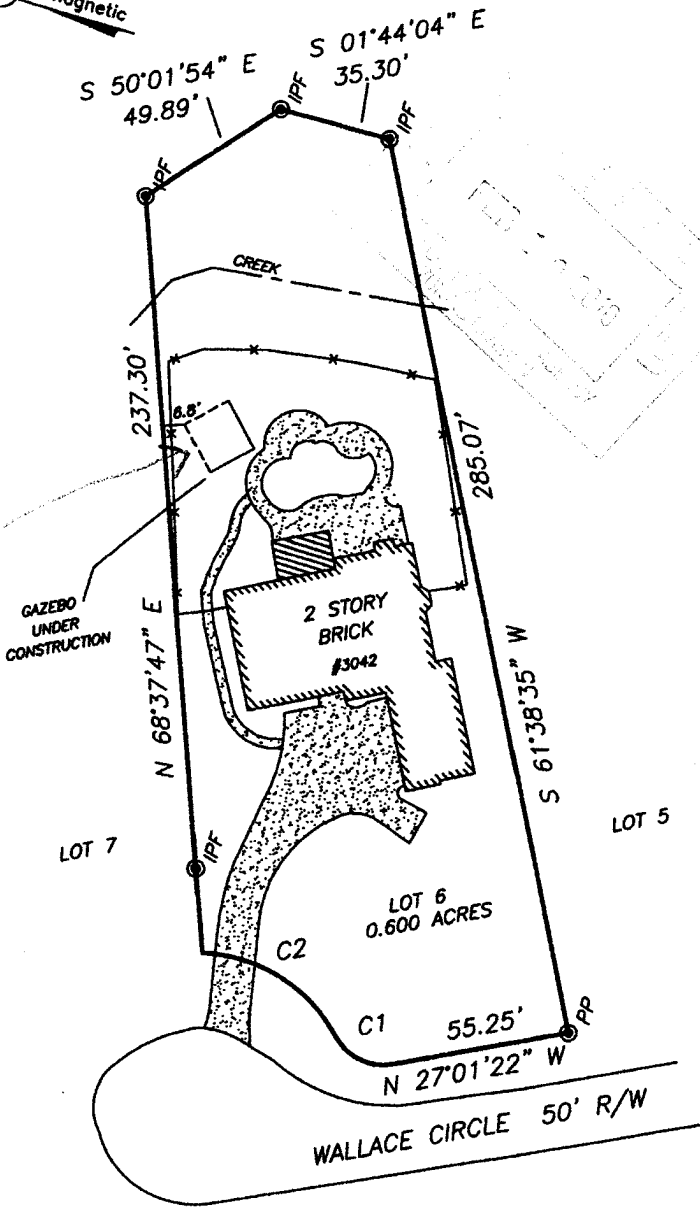 S 50°01'54" E
49.89'
S 01°44'04" E
35.30'
IPF
IPF
IPF
CREEK
237.30'
6.8'
285.07'
GAZEBO
UNDER
CONSTRUCTION
2 STORY
BRICK
#3042
N 68°37'47" E
S 61°38'35" W
LOT 7
IPF
LOT 5
LOT 6
0.600 ACRES
C2
C1
55.25'
PP
N 27°01'22" W
WALLACE CIRCLE 50' R/W